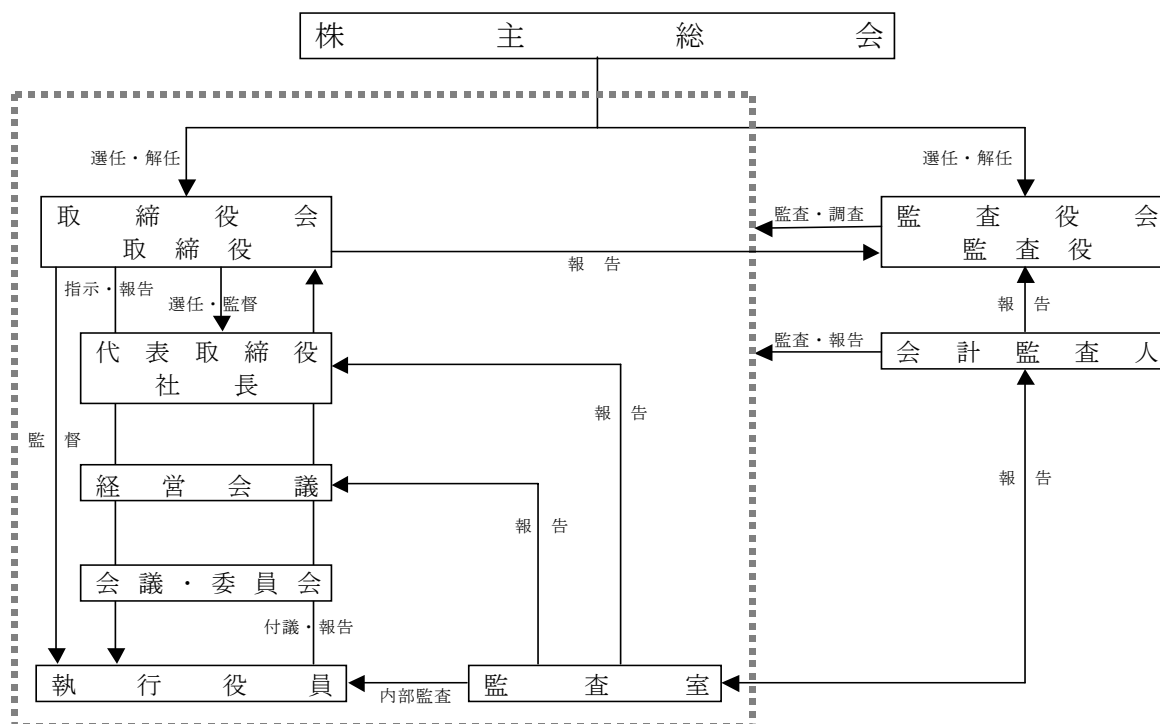 株主総会
選任・解任
選任・解任
取締役会
取締役
監査・調査
監査役会
監査役
報告
指示・報告
選任・監督
報告
代表取締役
社長
監査・報告
会計監査人
監督
報告
経営会議
報告
報告
会議・委員会
付議・報告
執行役員
内部監査
監査室